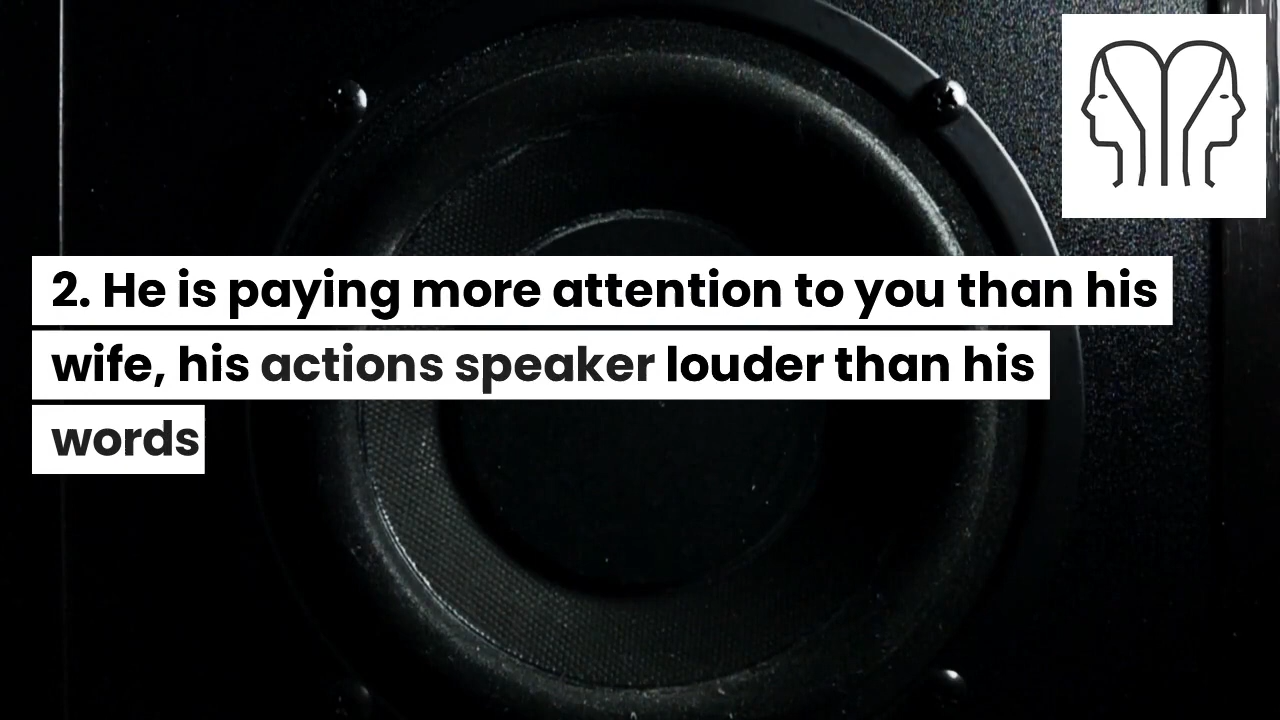 2. He is paying more attention to you than his
wife, his actions speaker louder than his
words